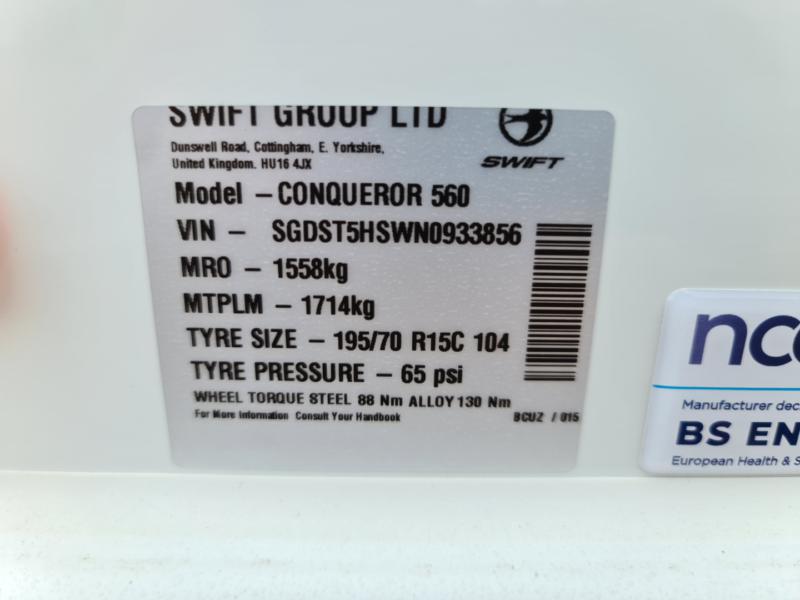 SWIFT GROUP LTD
Dunswell Road, Cottingham, E. Yorkshire,
United Kingdom. HU16 4JX
SWIFT
Model – CONQUEROR 560
VIN – SGDST5HSWN0933856
MRO – 1558kg
MTPLM – 1714kg
TYRE SIZE – 195/70 R15C 104
TYRE PRESSURE – 65 psi
WHEEL TORQUE STEEL 88 Nm ALLOY 130 Nm
For More Information Consult Your Handbook
BCUZ / 015
Manufacturer
BS EN
European Health &